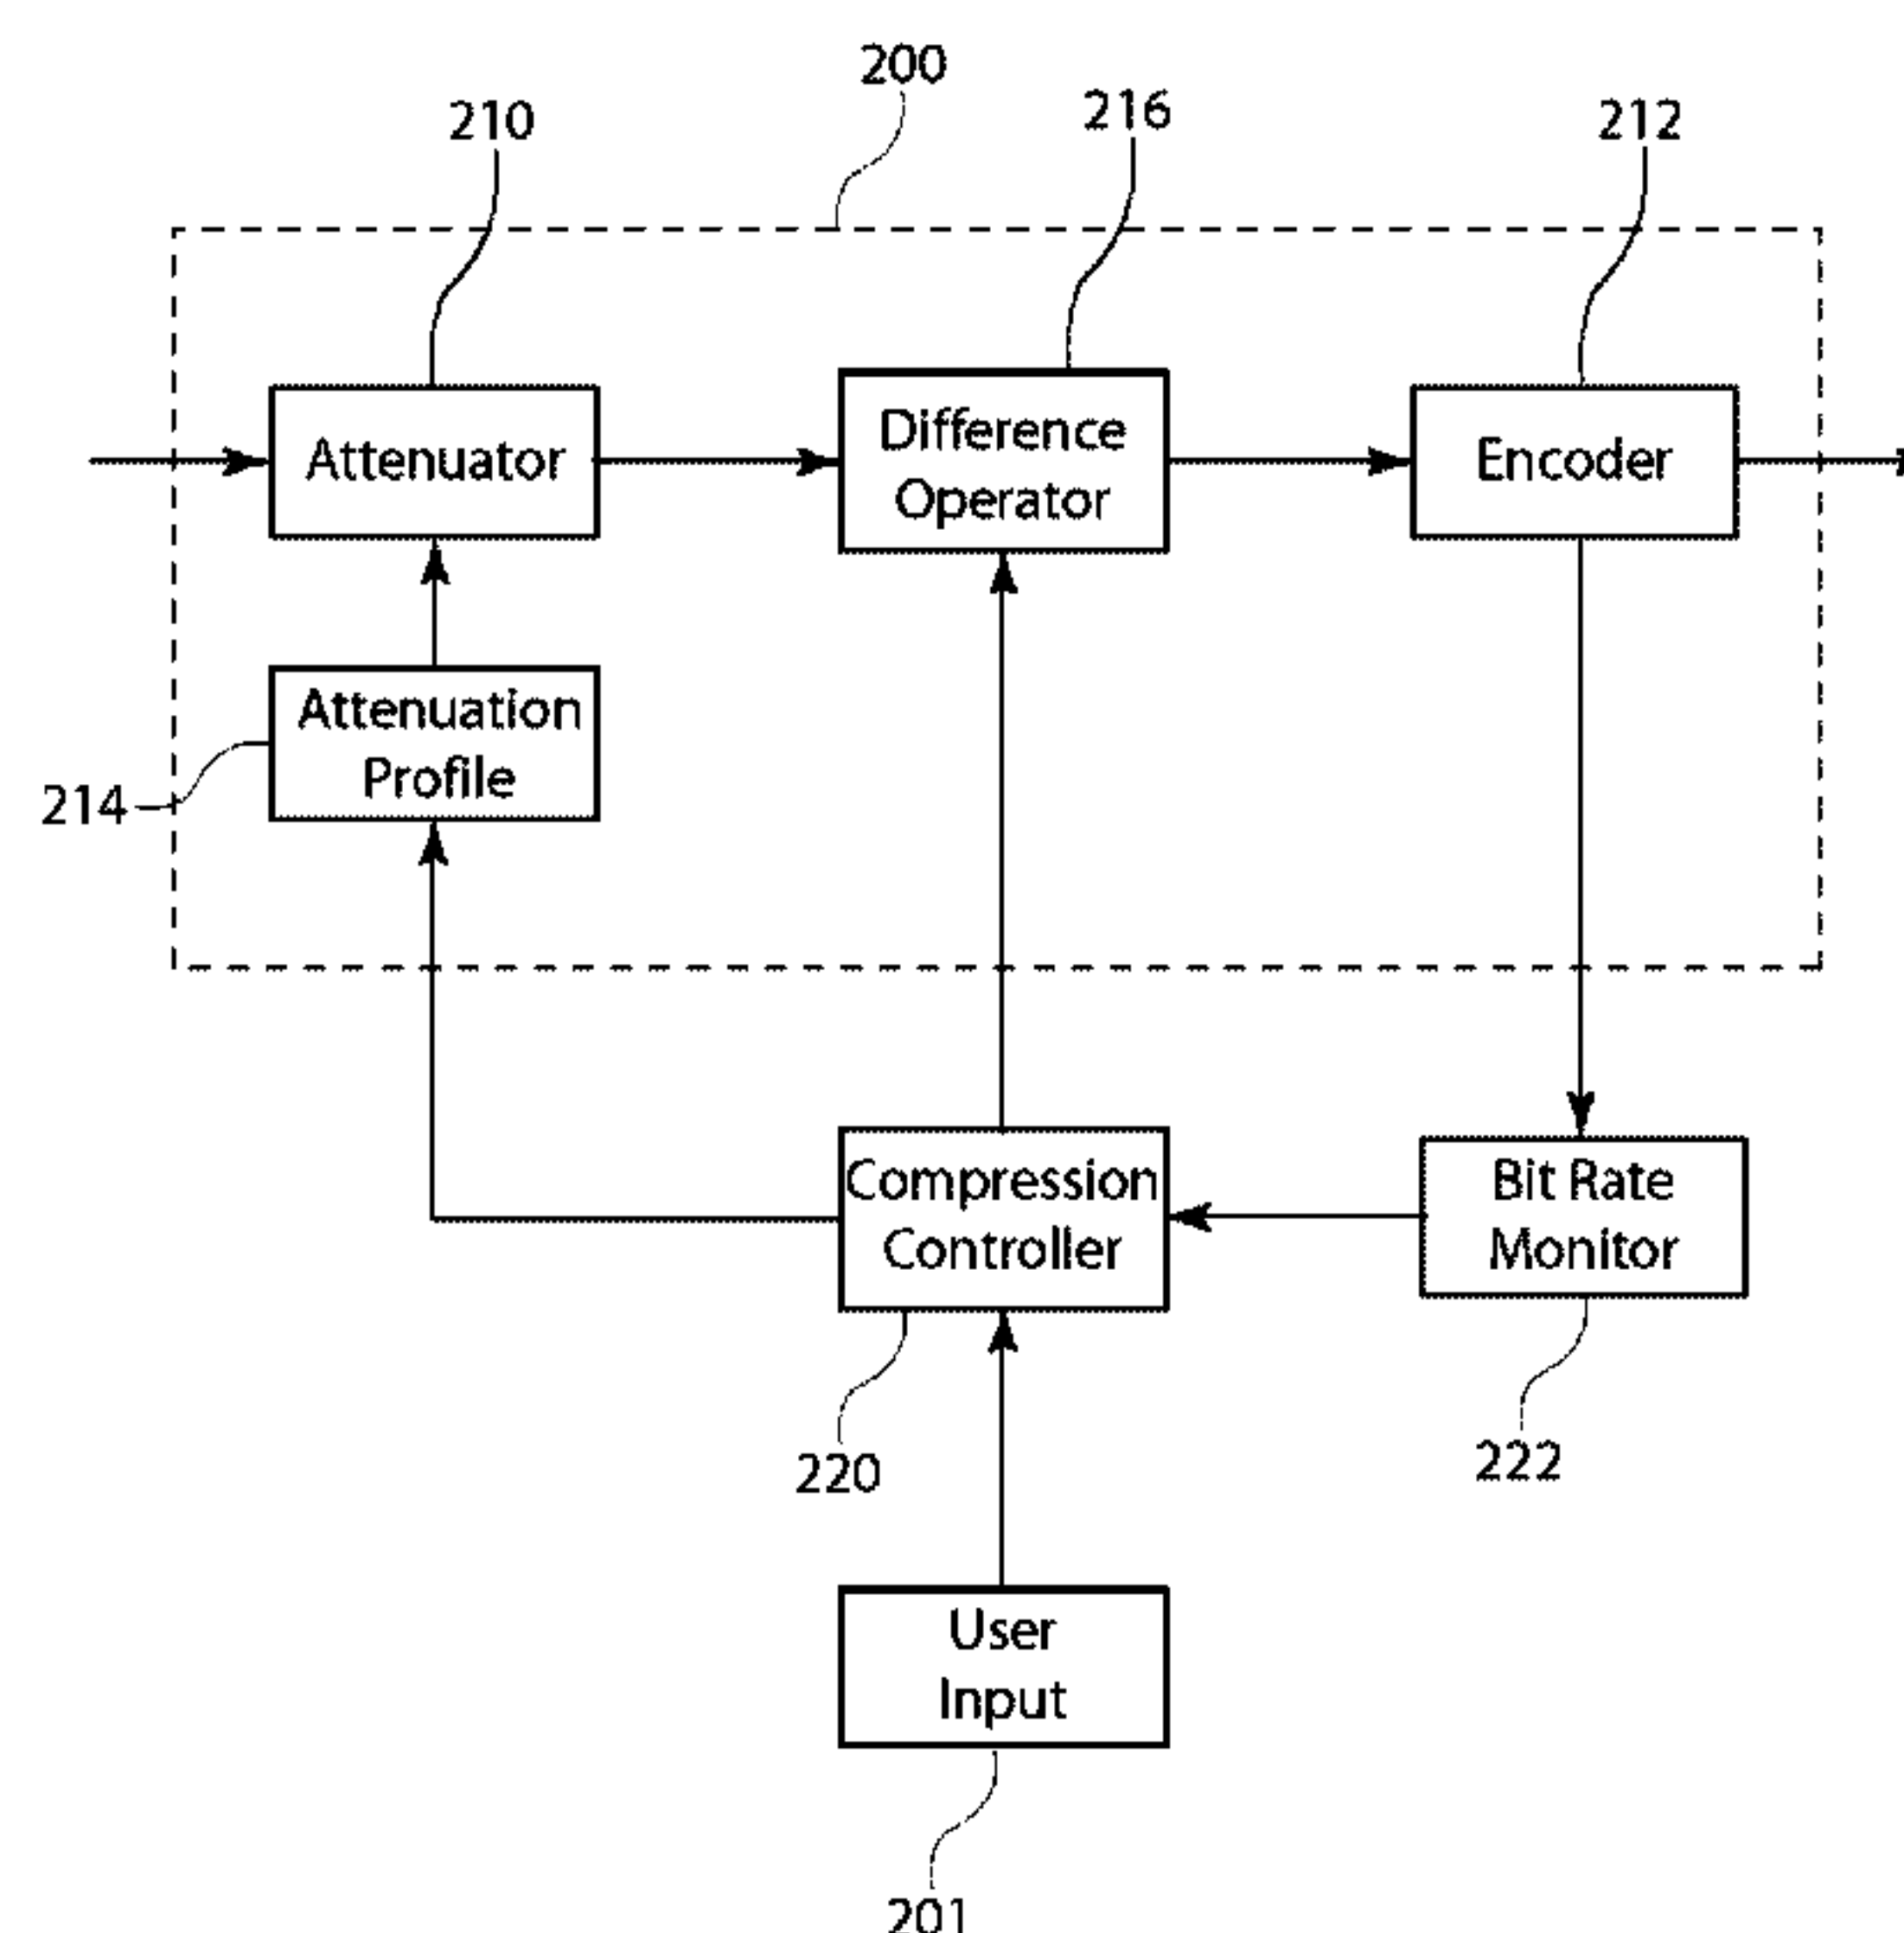 200
210
216
212
Attenuator
Difference
Operator
Encoder
Attenuation
Profile
214
Compression
Controller
Bit Rate
Monitor
220
222
User
Input
201